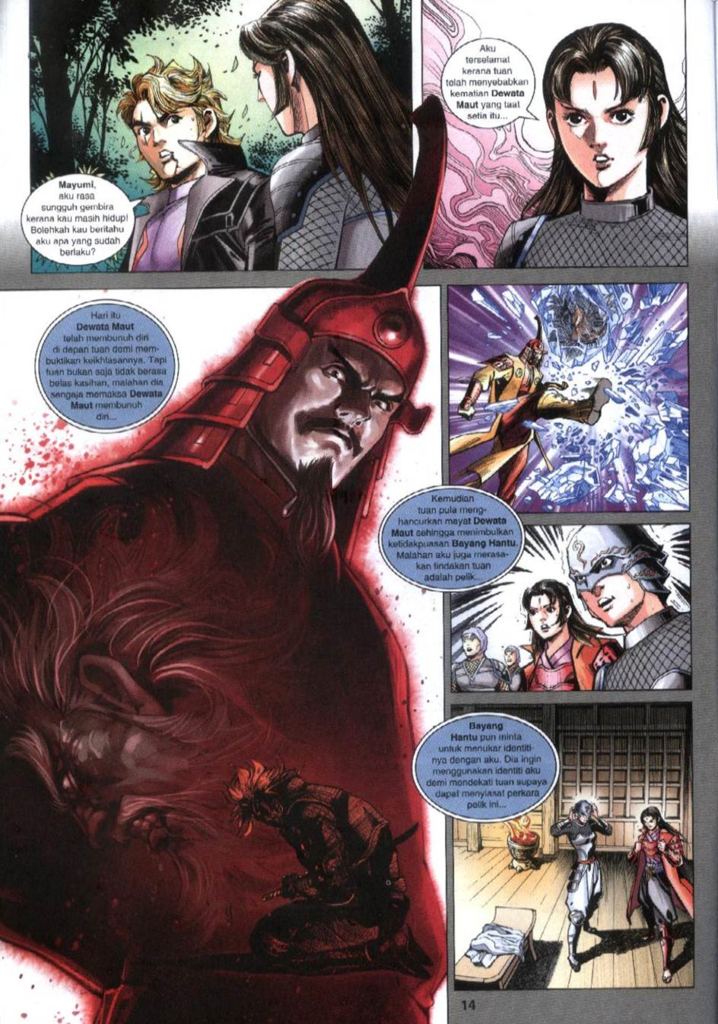 Mayumi,
aku rasa
sungguh gembira
kerana kau masih hidup!
Bolehkah kau beritahu
aku apa yang sudah
berlaku?
Aku
terselamat
kerana tuan
telah menyebabkan
kematian Dewata
Maut yang taat
setia itu...
Hari itu
Dewata Maut
telah membunuh diri
di depan tuan demi mem-
buktikan keikhlasannya. Tapi
tuan bukan saja tidak berasa
belas kasihan, malahan dia
sengaja memaksa Dewata
Maut membunuh
diri...
Kemudian
tuan pula meng-
hancurkan mayat Dewata
Maut sehingga menimbulkan
ketidakpuasan Bayang Hantu.
Malahan aku juga merasa-
kan tindakan tuan
adalah pelik...
Bayang
Hantu pun minta
untuk menukar identiti-
nya dengan aku. Dia ingin
menggunakan identiti aku
demi mendekati tuan supaya
dapat menyiasat perkara
pelik ini...
14